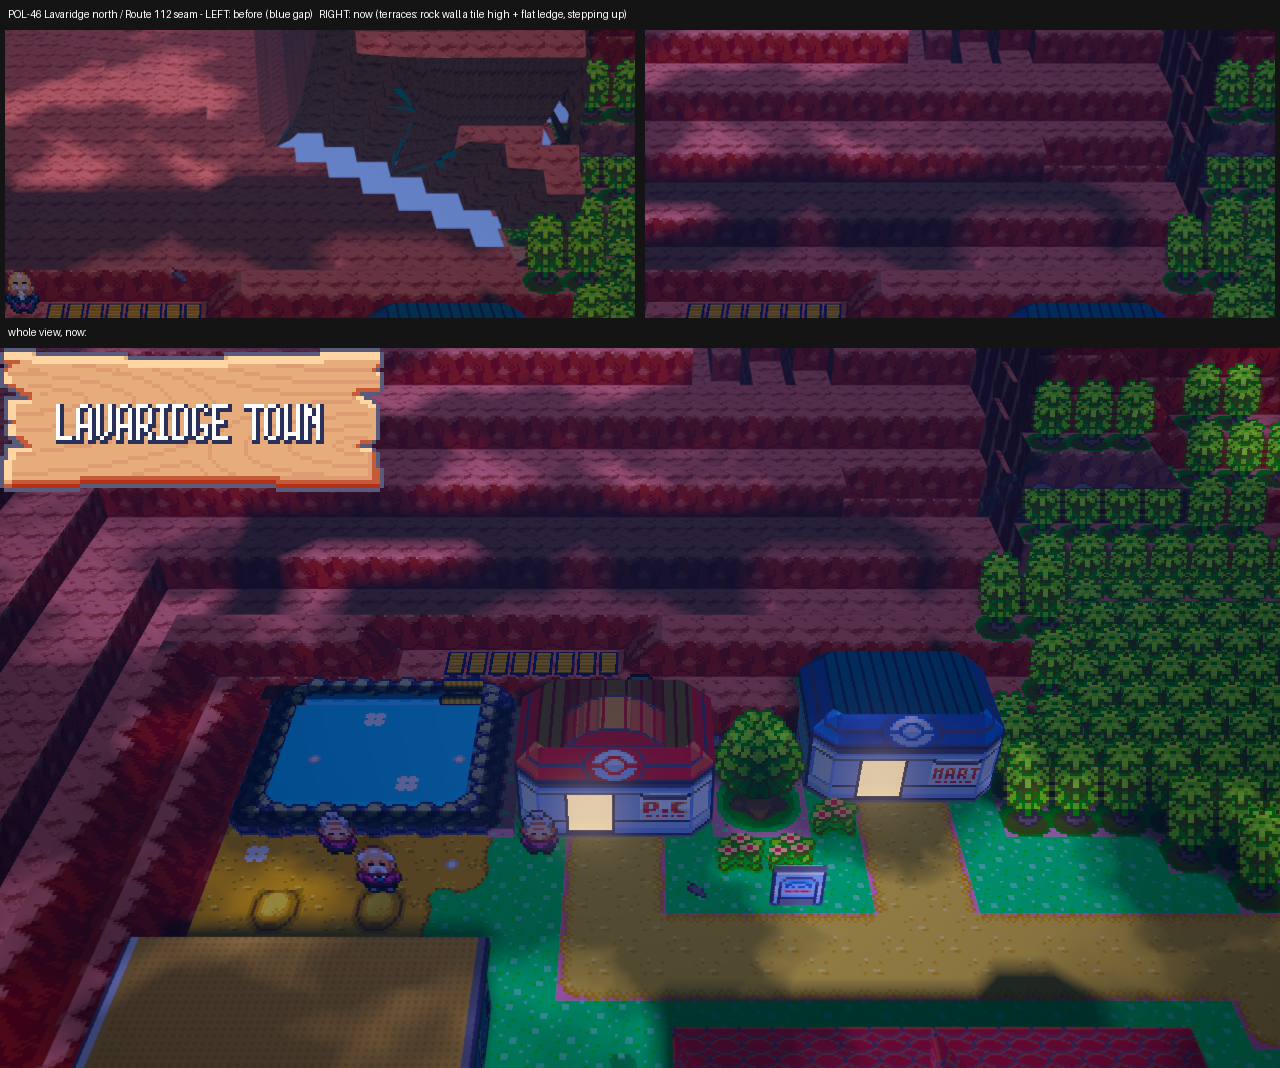 POL-46 Lavaridge north / Route 112 seam - LEFT: before (blue gap)  RIGHT: now (terraces: rock wall a tile high + flat ledge, stepping up)
whole view, now:
LAVARIDGE TOWN
P.C
MART